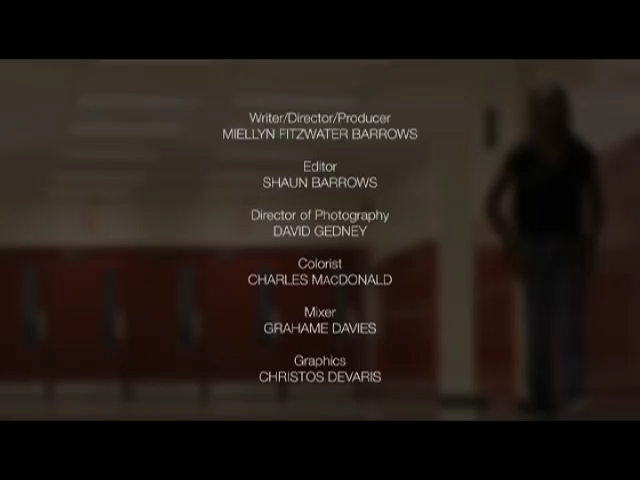 Writer/Director/Producer
MIELLYN FITZWATER BARROWS
Editor
SHAUN BARROWS
Director of Photography
DAVID GEDNEY
Colorist
CHARLES MACDONALD
Mixer
GRAHAME DAVIES
Graphics
CHRISTOS DEVARIS